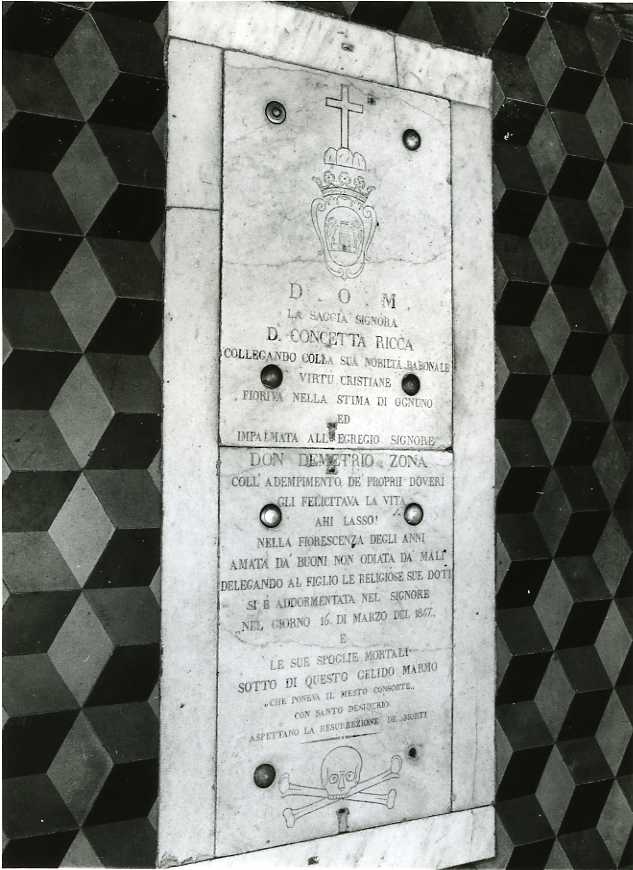 D O M
LA SAGGIA SIGNORA
D. CONCETTA RICCA
COLLEGANDO COLLA SUA NOBILTÀ BARONALE
VIRTÙ CRISTIANE
FIORIVA NELLA STIMA DI OGNUNO
ED
IMPALMATA ALL'EGREGIO SIGNORE
DON DEMETRIO ZONA
COLL'ADEMPIMENTO DE' PROPRII DOVERI
GLI FELICITAVA LA VITA
AHI LASSO!
NELLA FIORESCENZA DEGLI ANNI
AMATA DA' BUONI NON ODIATA DA' MALI
DELEGANDO AL FIGLIO LE RELIGIOSE SUE DOTI
SI È ADDORMENTATA NEL SIGNORE
NEL GIORNO 16. DI MARZO DEL 1867.
E
LE SUE SPOGLIE MORTALI
SOTTO DI QUESTO GELIDO MARMO
„CHE PONEVA IL MESTO CONSORTE„
CON SANTO DESIDERIO
ASPETTANO LA RESURREZIONE DE' MORTI